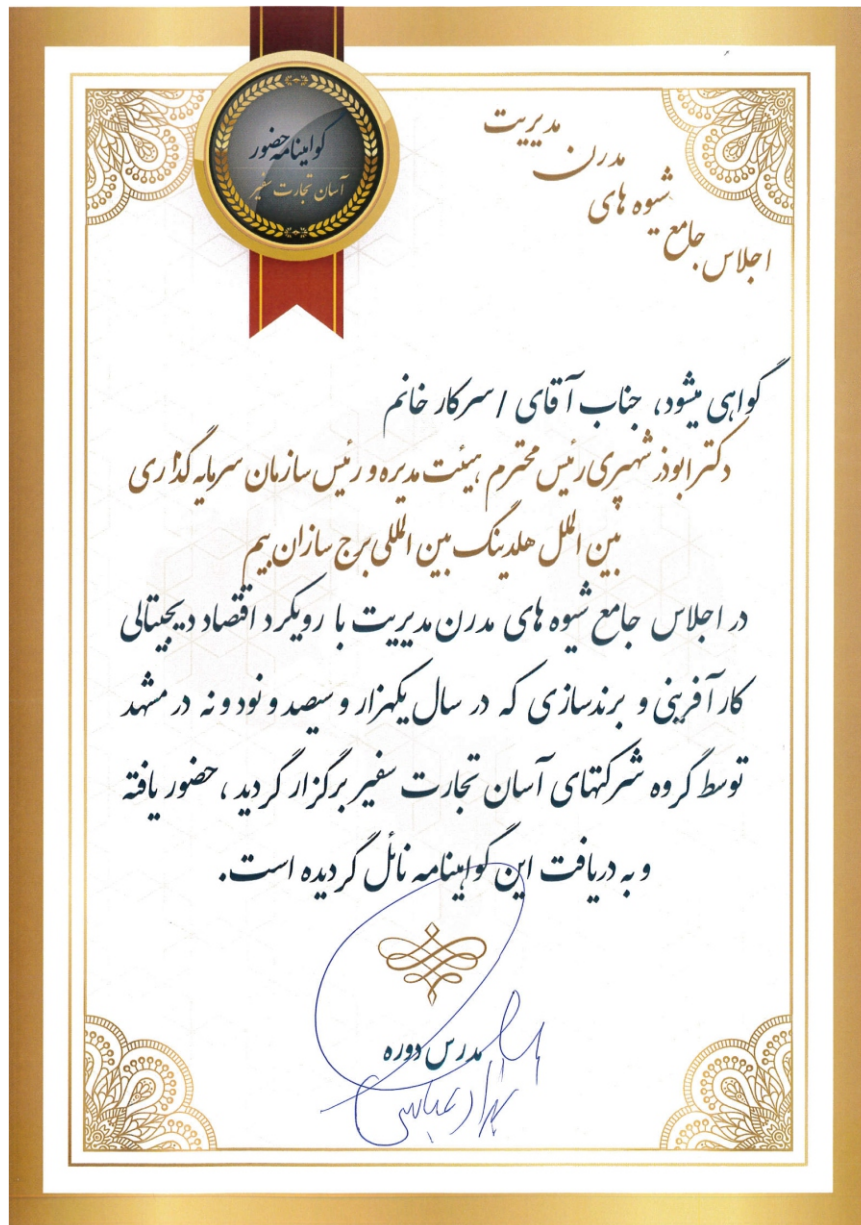 گواهینامه حضور
آسان تجارت سفیر
اجلاس جامع شیوه های مدرن مدیریت
گواهی میشود، جناب آقای / سرکار خانم
دکتر ابوذر شهپری رئیس محترم هیئت مدیره و رئیس سازمان سرمایه گذاری
بین الملل هلدینگ بین المللی برج سازان بیم
در اجلاس جامع شیوه های مدرن مدیریت با رویکرد اقتصاد دیجیتالی
کارآفرینی و برندسازی که در سال یکهزار و سیصد و نود و نه در مشهد
توسط گروه شرکتهای آسان تجارت سفیر برگزار گردید، حضور یافته
و به دریافت این گواهینامه نائل گردیده است.
مدرس دوره